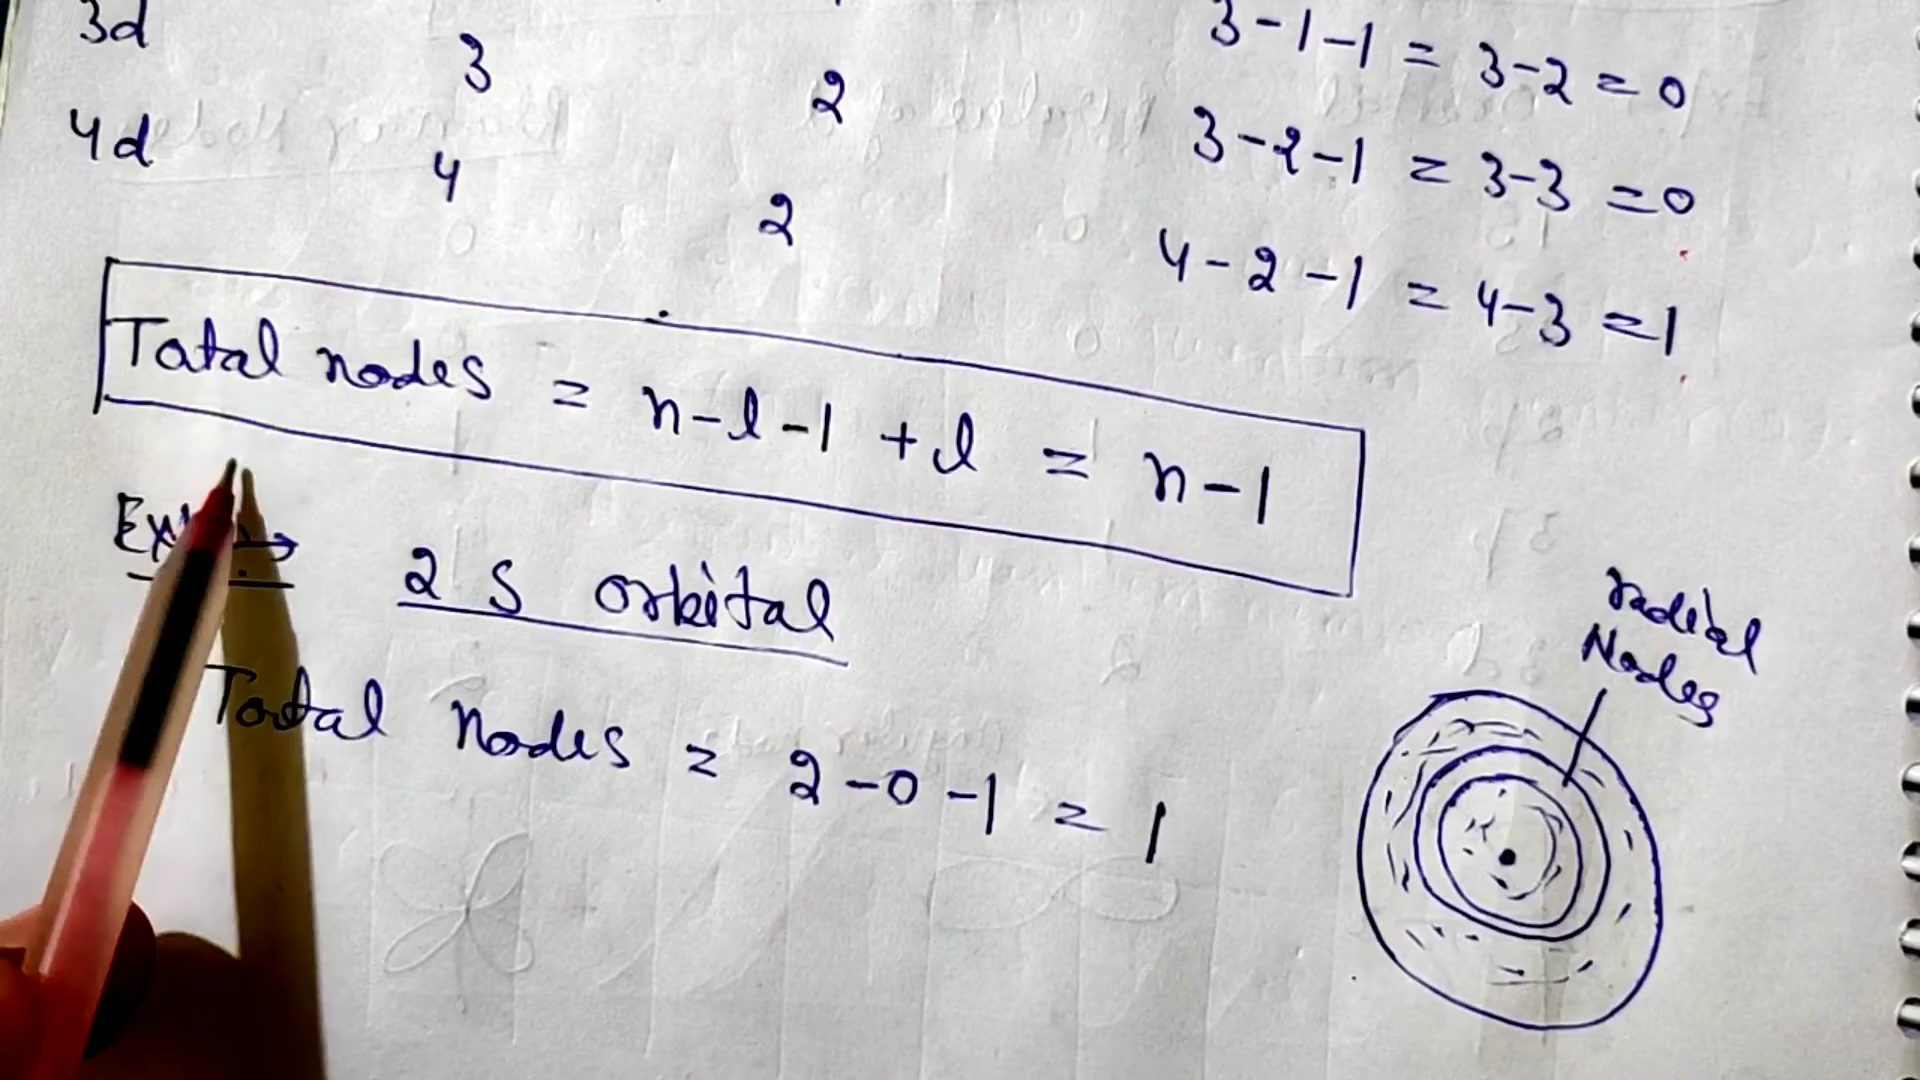 3d 3 2 3-1-1 = 3-2 = 0
4d 4 2 3-2-1 = 3-3 = 0
4-2-1 = 4-3 = 1
Tatal nodes = n-l-1 + l = n-1
2 S orbital
Total Nodes = 2-0-1 = 1
radial
Nodes